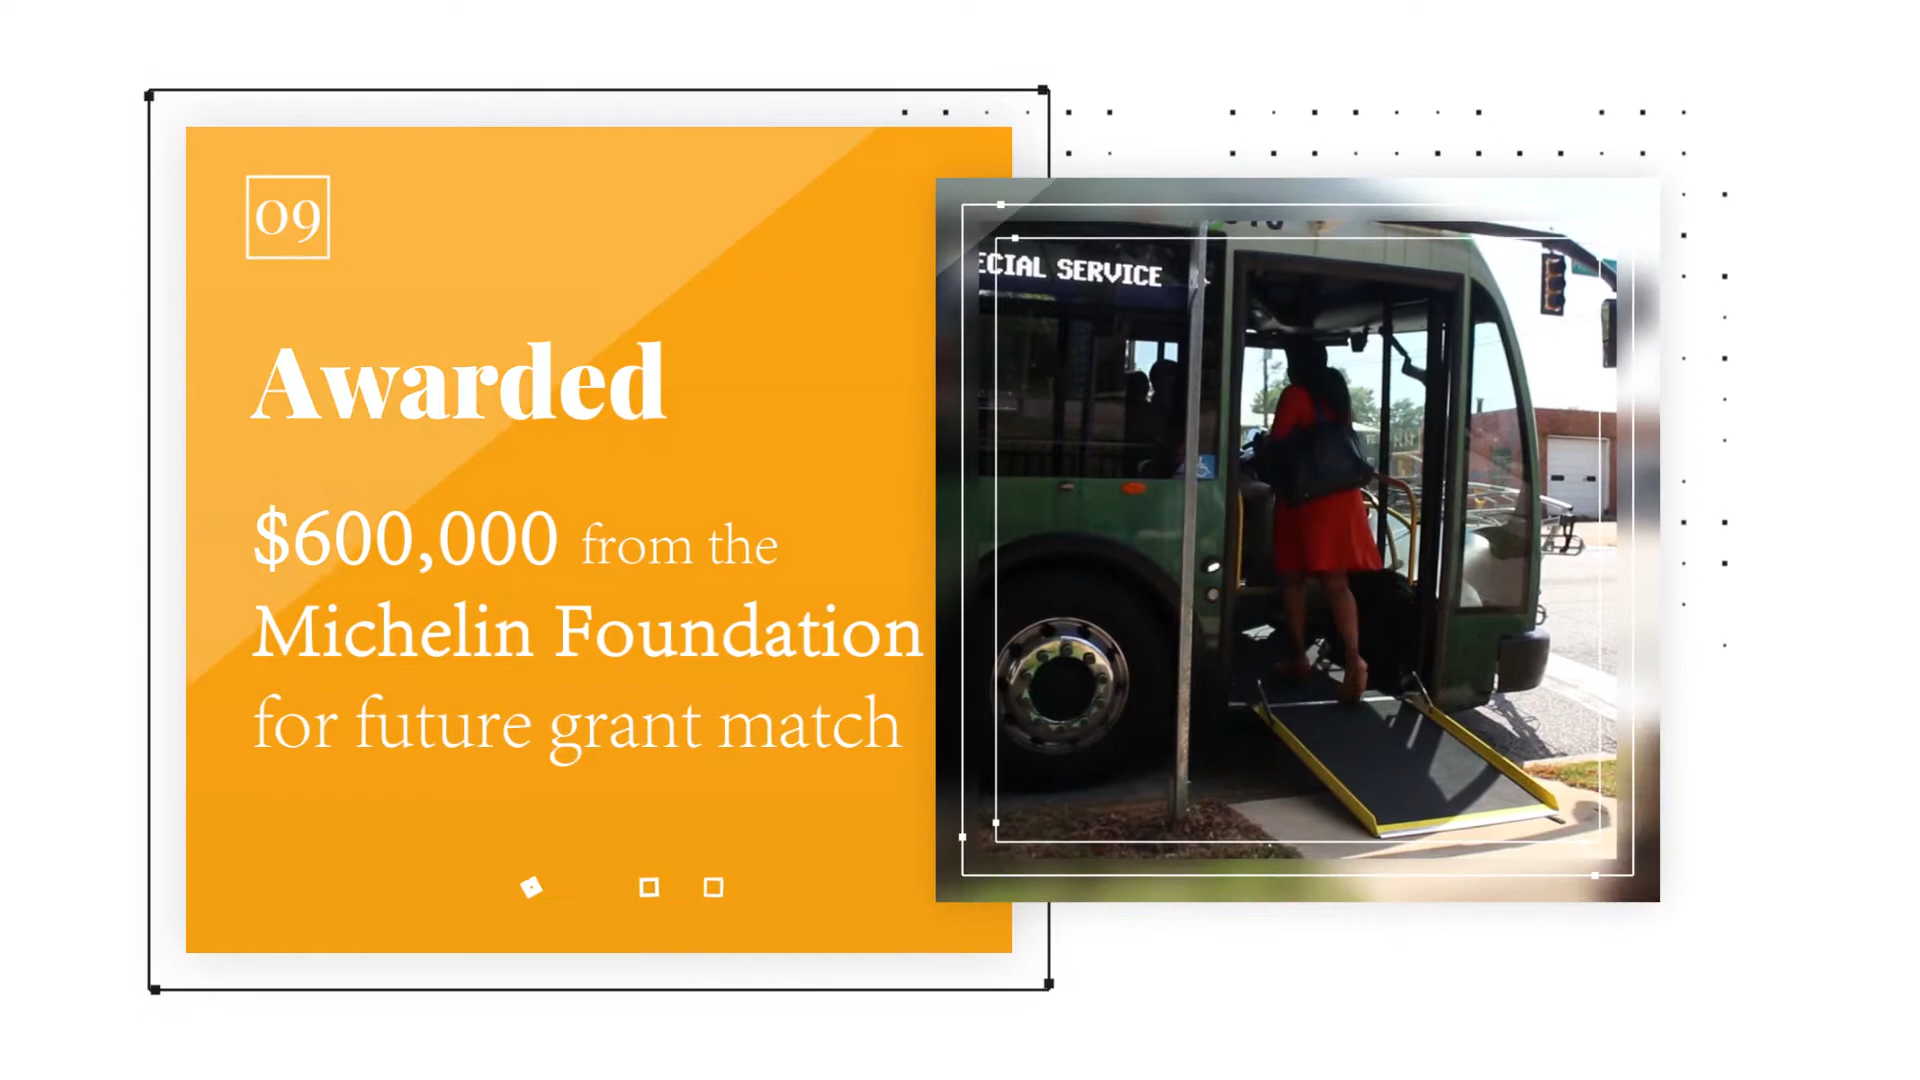 09
Awarded
$600,000 from the
Michelin Foundation
for future grant match
ECIAL SERVICE